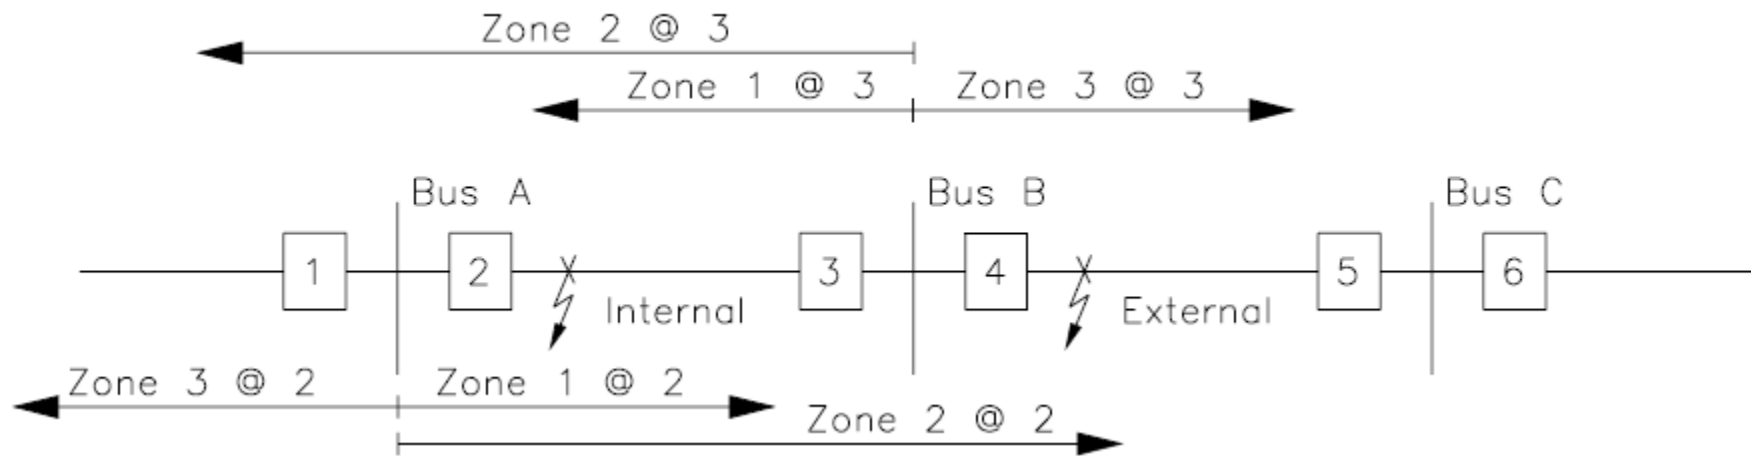 Zone 2 @ 3
Zone 1 @ 3
Zone 3 @ 3
Bus A
Bus B
Bus C
1
2
3
4
5
6
Internal
External
Zone 3 @ 2
Zone 1 @ 2
Zone 2 @ 2